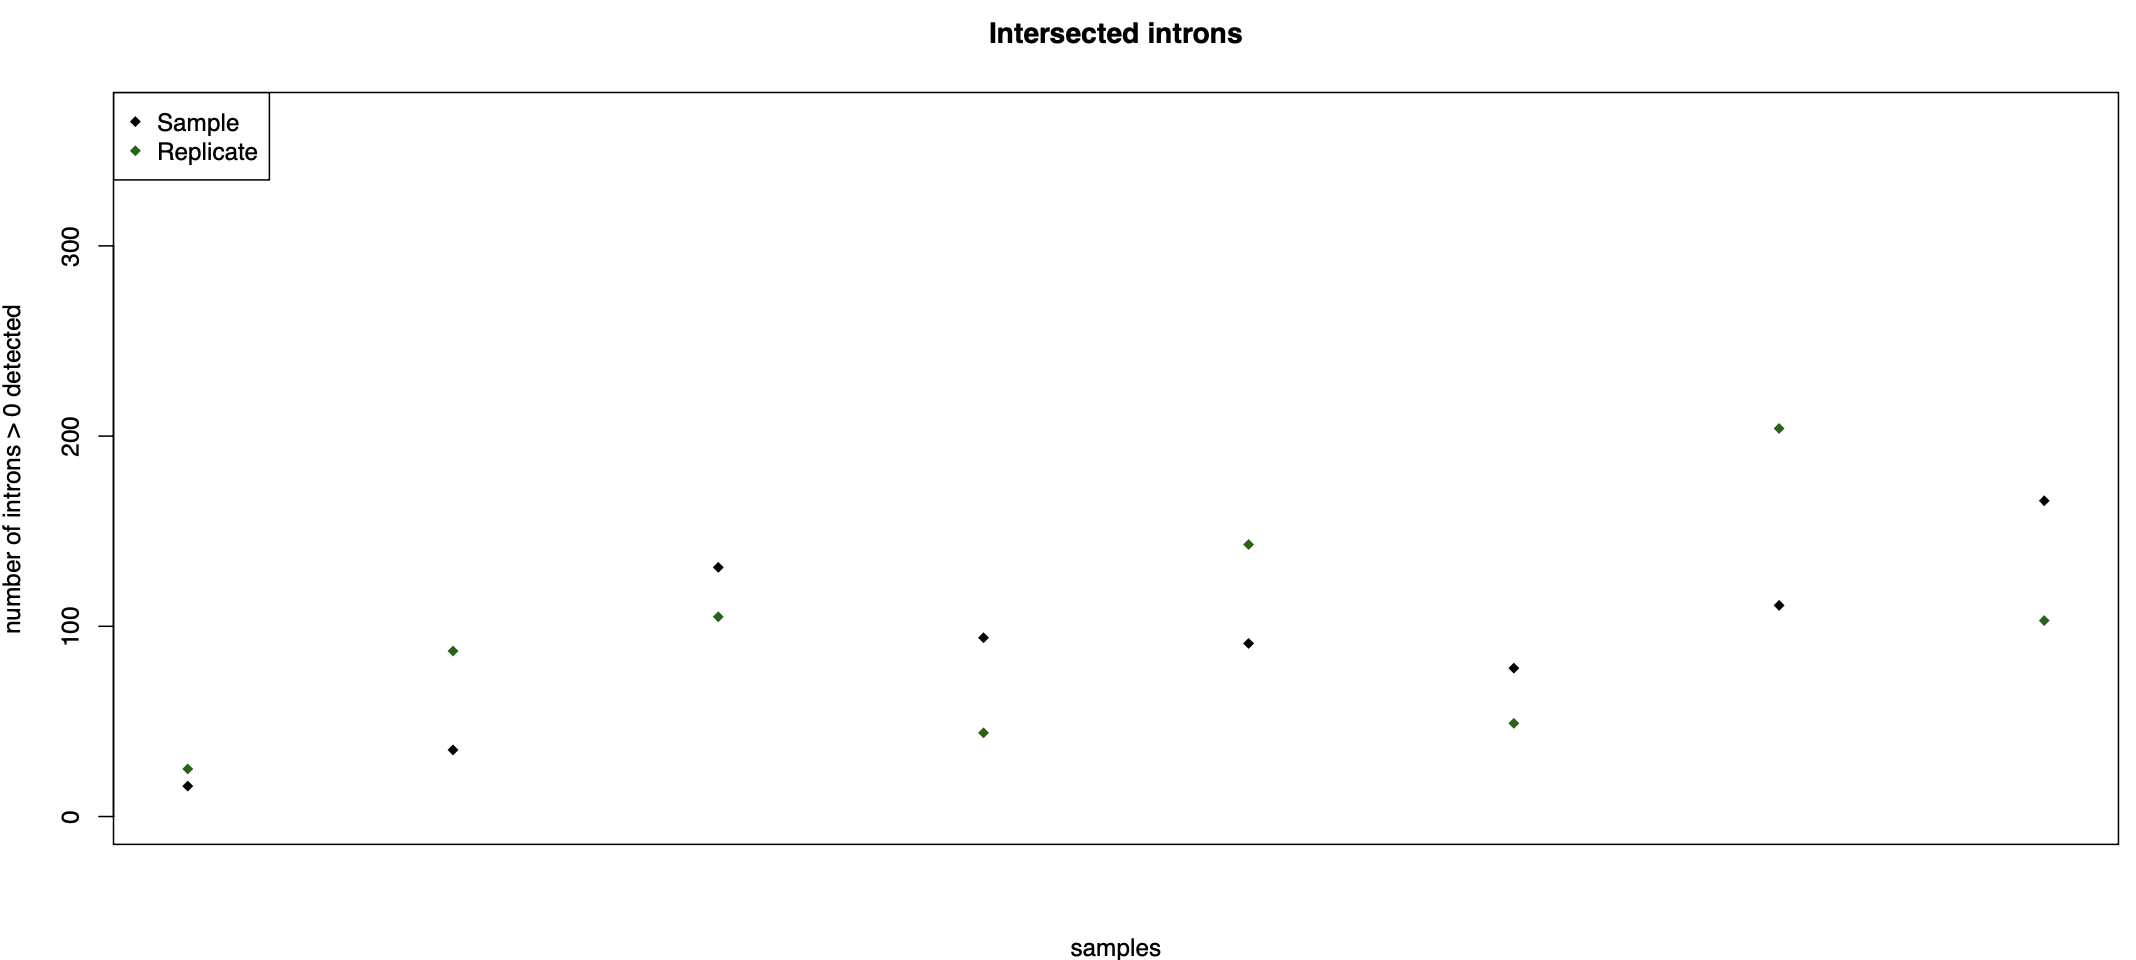 Intersected introns
Sample
Replicate
300
200
100
0
number of introns > 0 detected
samples